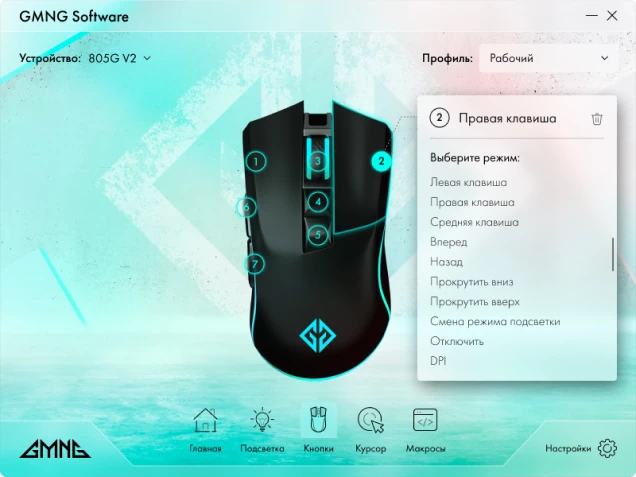 GMNG Software
Устройство: 805G V2
Профиль: Рабочий
2 Правая клавиша
Выберите режим:
Левая клавиша
Правая клавиша
Средняя клавиша
Вперед
Назад
Прокрутить вниз
Прокрутить вверх
Смена режима подсветки
Отключить
DPI
1
3
2
4
6
5
7
GMNG
Главная
Подсветка
Кнопки
Курсор
Макросы
Настройки